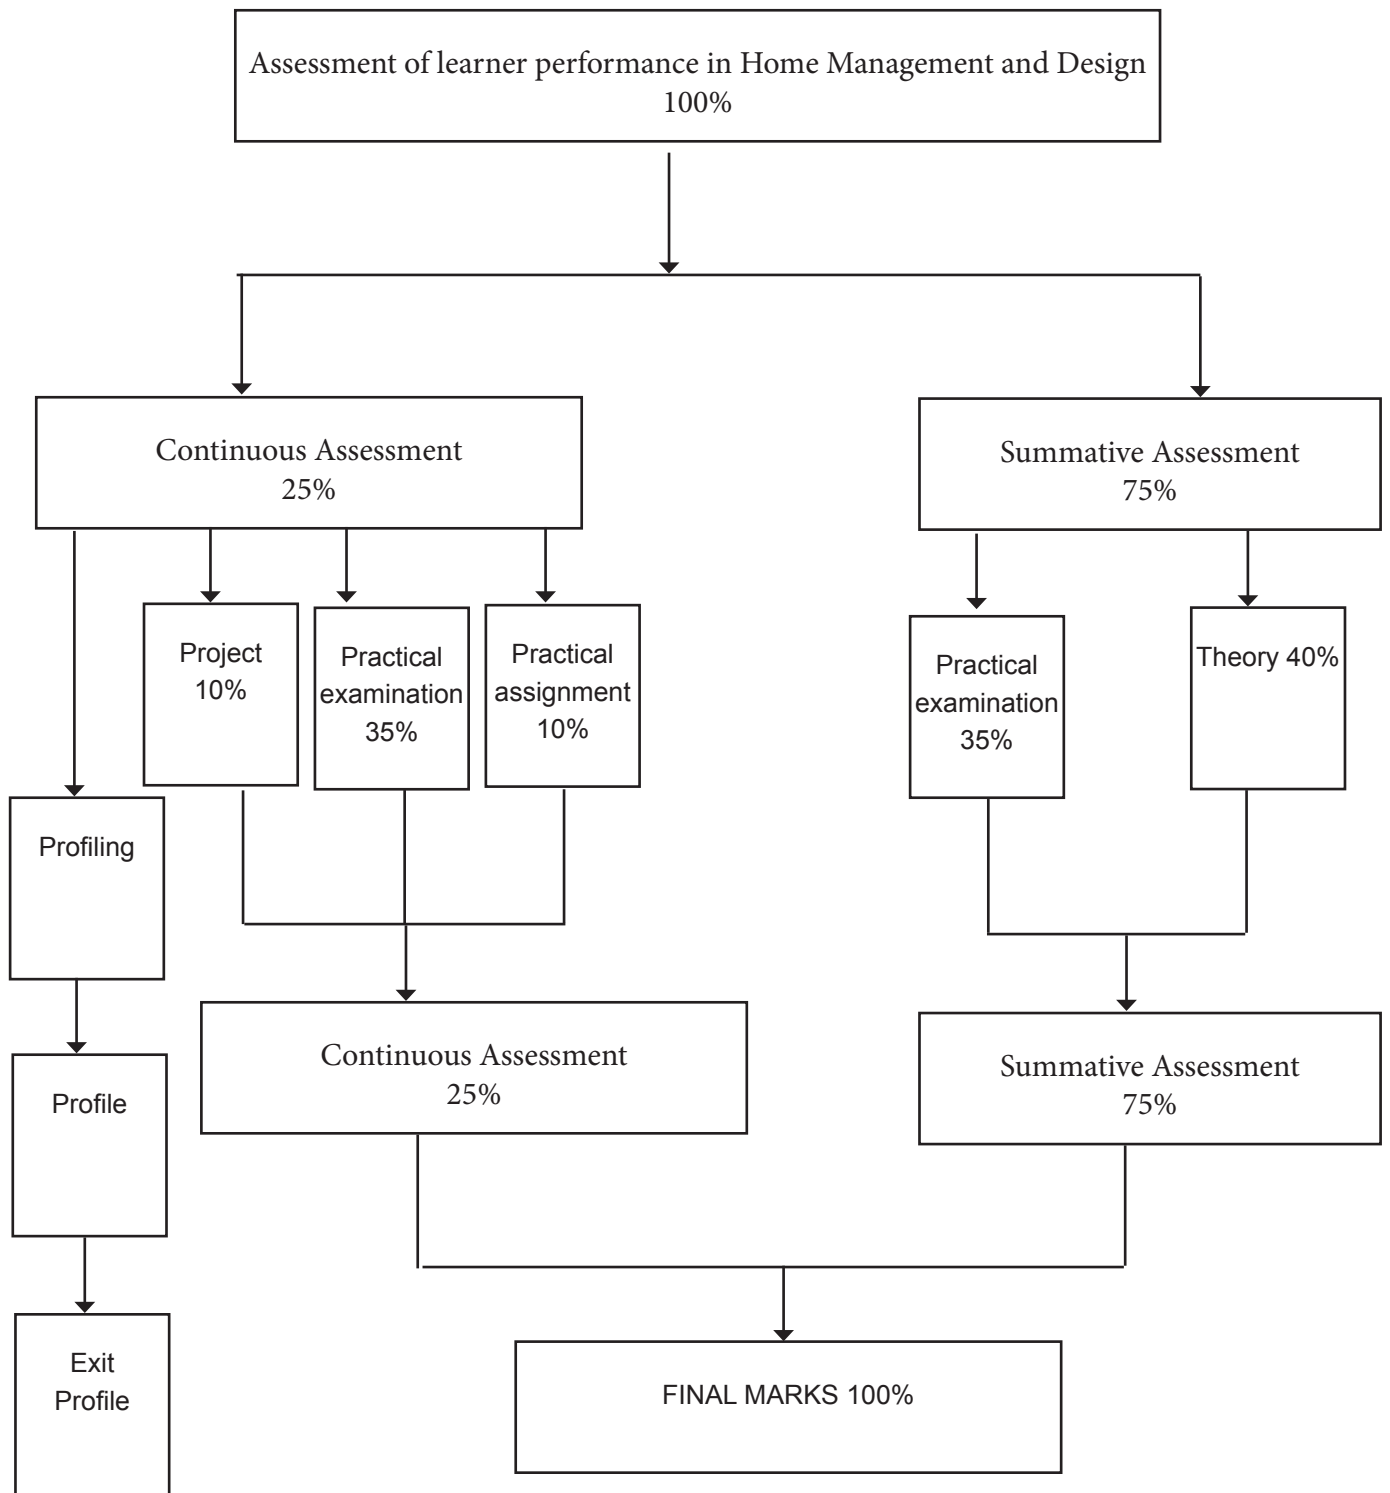 Assessment of learner performance in Home Management and Design
100%
Continuous Assessment
25%
Summative Assessment
75%
Project
10%
Practical
examination
35%
Practical
assignment
10%
Practical
examination
35%
Theory 40%
Profiling
Continuous Assessment
25%
Summative Assessment
75%
Profile
Exit
Profile
FINAL MARKS 100%